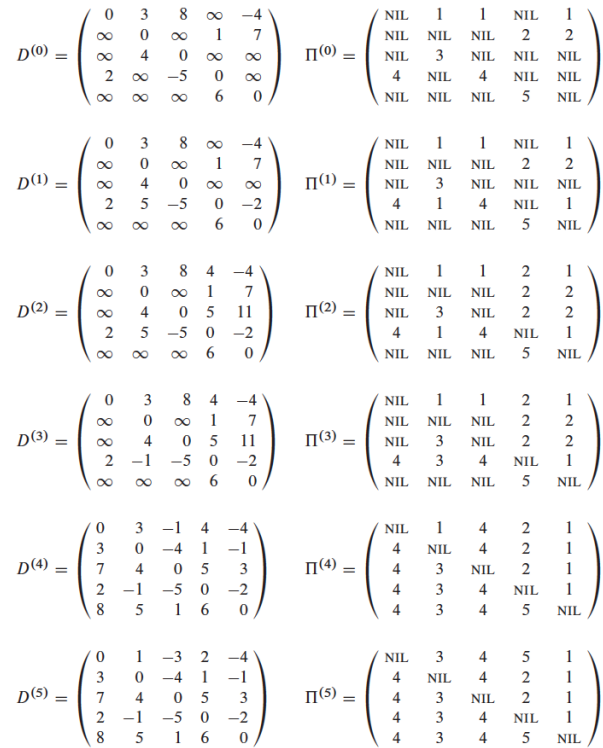 0 3 8 ∞ −4 NIL 1 1 NIL 1
∞ 0 ∞ 1 7 NIL NIL NIL 2 2
D(0) = ∞ 4 0 ∞ ∞ Π(0) = NIL 3 NIL NIL NIL
2 ∞ −5 0 ∞ 4 NIL 4 NIL NIL
∞ ∞ ∞ 6 0 NIL NIL NIL 5 NIL
0 3 8 ∞ −4 NIL 1 1 NIL 1
∞ 0 ∞ 1 7 NIL NIL NIL 2 2
D(1) = ∞ 4 0 ∞ ∞ Π(1) = NIL 3 NIL NIL NIL
2 5 −5 0 −2 4 1 4 NIL 1
∞ ∞ ∞ 6 0 NIL NIL NIL 5 NIL
0 3 8 4 −4 NIL 1 1 2 1
∞ 0 ∞ 1 7 NIL NIL NIL 2 2
D(2) = ∞ 4 0 5 11 Π(2) = NIL 3 NIL 2 2
2 5 −5 0 −2 4 1 4 NIL 1
∞ ∞ ∞ 6 0 NIL NIL NIL 5 NIL
0 3 8 4 −4 NIL 1 1 2 1
∞ 0 ∞ 1 7 NIL NIL NIL 2 2
D(3) = ∞ 4 0 5 11 Π(3) = NIL 3 NIL 2 2
2 −1 −5 0 −2 4 3 4 NIL 1
∞ ∞ ∞ 6 0 NIL NIL NIL 5 NIL
0 3 −1 4 −4 NIL 1 4 2 1
3 0 −4 1 −1 4 NIL 4 2 1
D(4) = 7 4 0 5 3 Π(4) = 4 3 NIL 2 1
2 −1 −5 0 −2 4 3 4 NIL 1
8 5 1 6 0 4 3 4 5 NIL
0 1 −3 2 −4 NIL 3 4 5 1
3 0 −4 1 −1 4 NIL 4 2 1
D(5) = 7 4 0 5 3 Π(5) = 4 3 NIL 2 1
2 −1 −5 0 −2 4 3 4 NIL 1
8 5 1 6 0 4 3 4 5 NIL